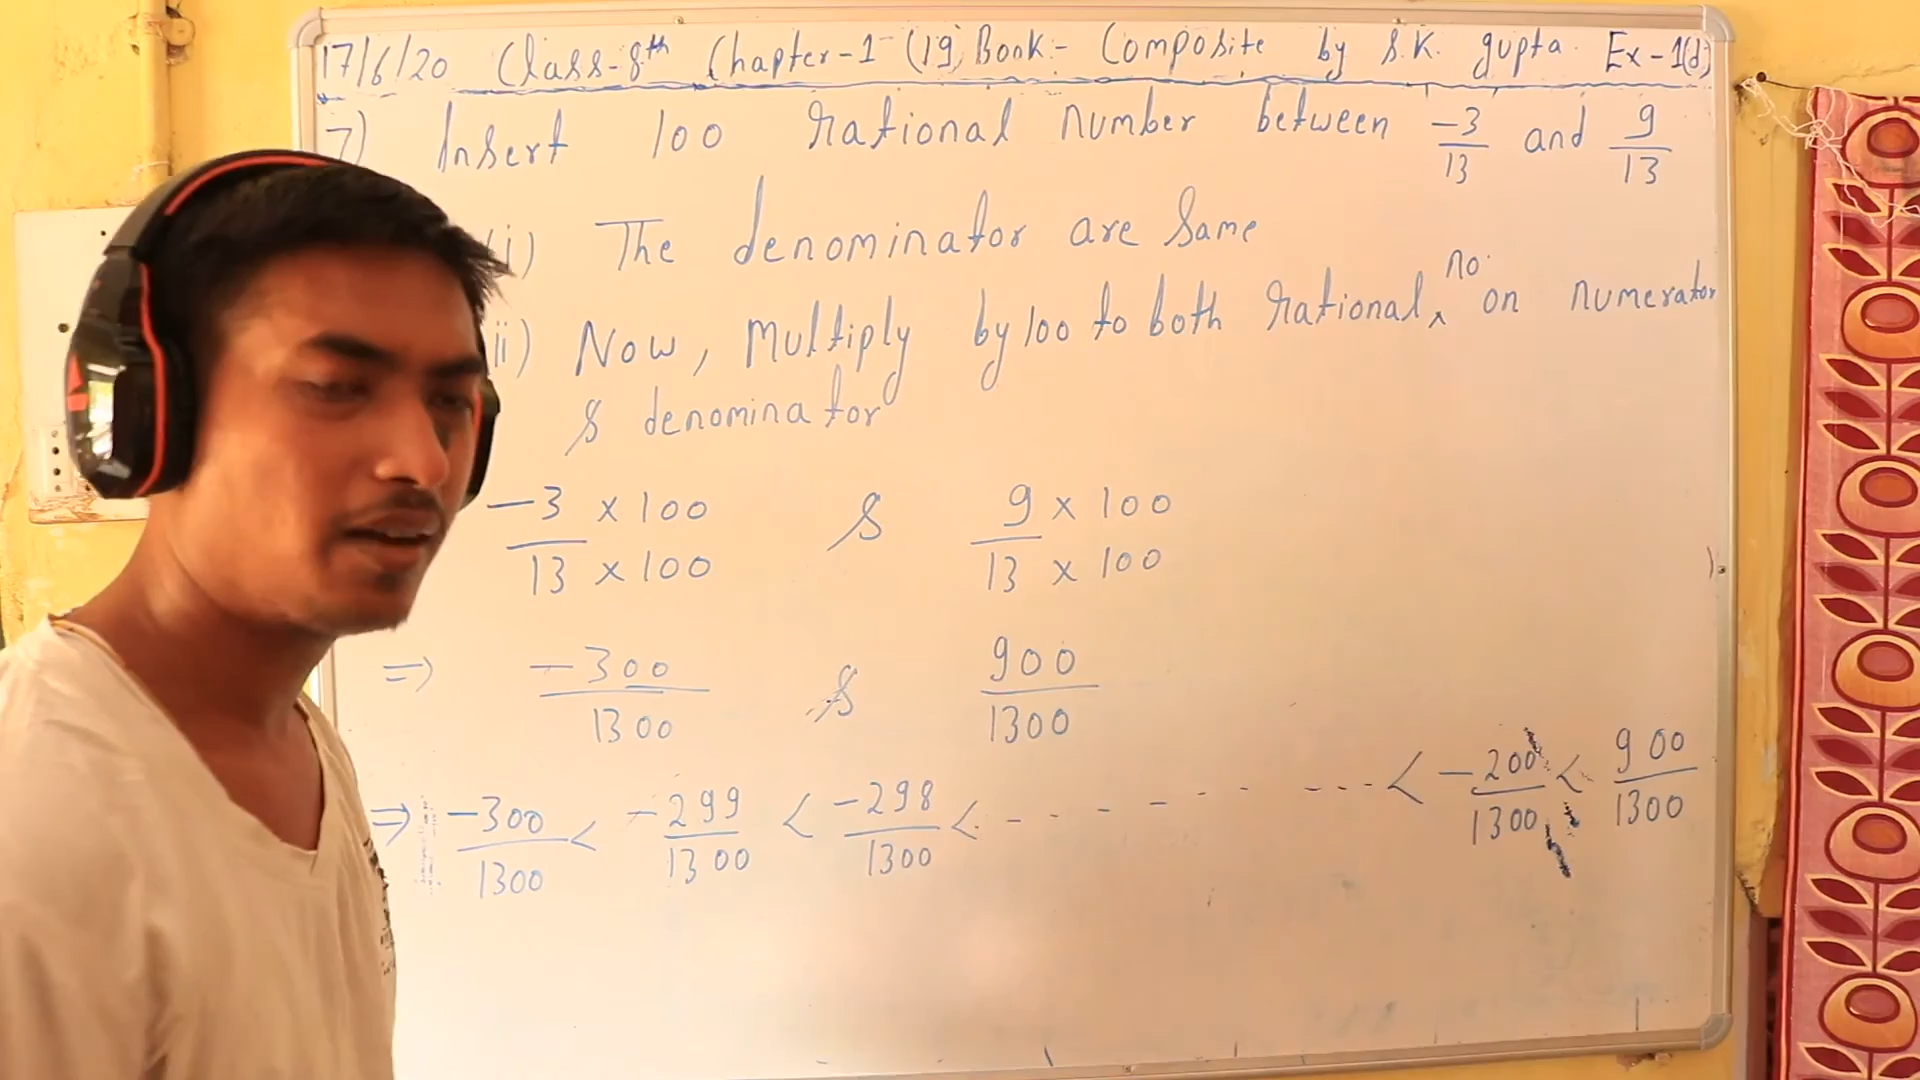 17/6/20 Class-8th Chapter-1 (19) Book:- Composite by S.K. gupta. Ex-1(d)
7) Insert 100 rational number between -3/13 and 9/13
(i) The denominator are same
(ii) Now, Multiply by 100 to both rational ^ no. on numerator
& denominator
-3 x 100 / 13 x 100 & 9 x 100 / 13 x 100
=> -300/1300 & 900/1300
=> -300/1300 < -299/1300 < -298/1300 < - - - - - - - - - - < -200/1300 < 900/1300